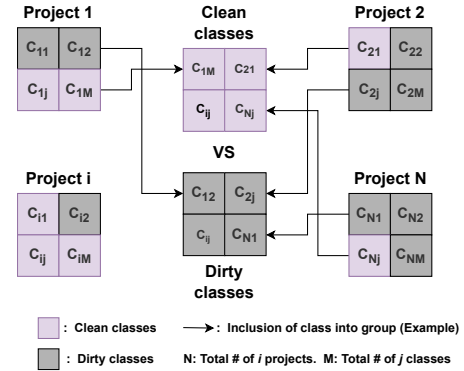 Project 1
Clean
classes
Project 2
C11 C12
C1j C1M
C1M C21
Cij CNj
C21 C22
C2j C2M
VS
Project i
Project N
Ci1 Ci2
Cij CiM
C12 C2j
Cij CN1
CN1 CN2
CNj CNM
Dirty
classes
: Clean classes : Inclusion of class into group (Example)
: Dirty classes N: Total # of i projects. M: Total # of j classes